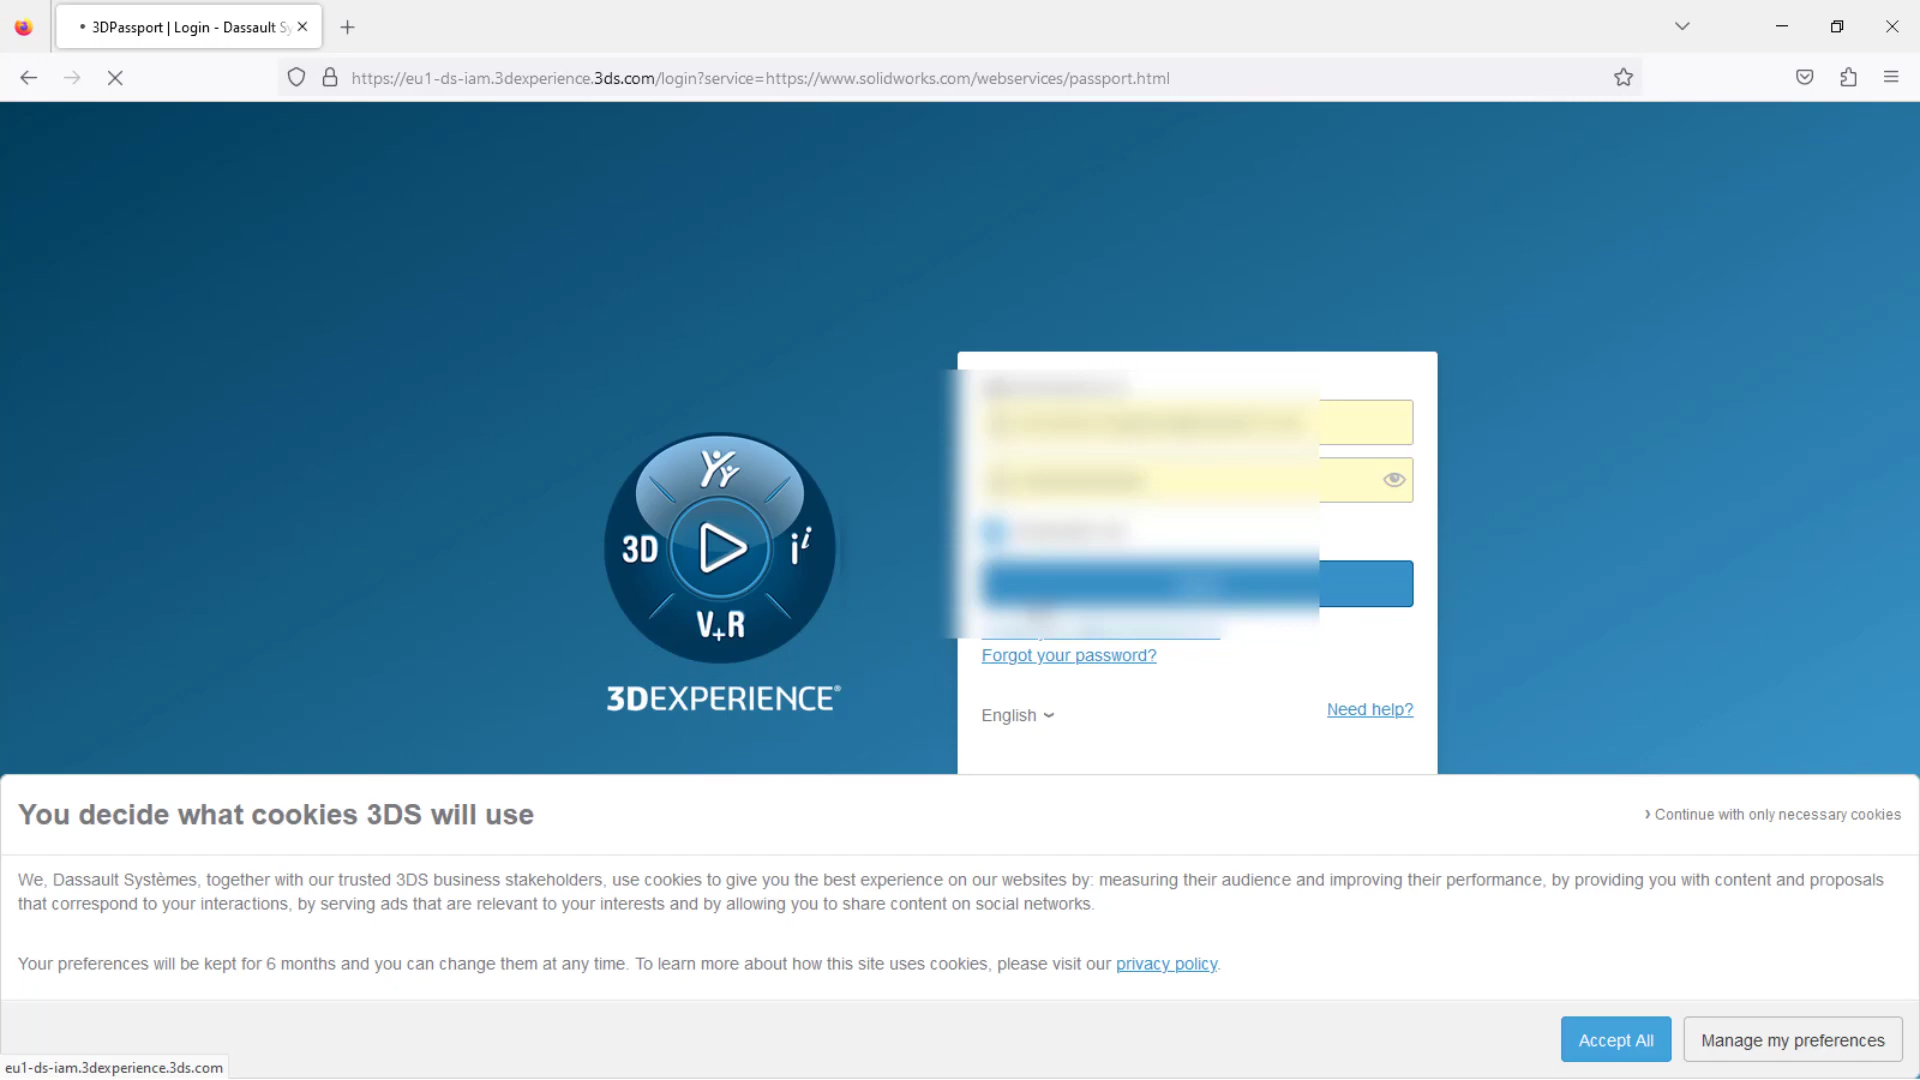 3DPassport | Login - Dassault Sy
https://eu1-ds-iam.3dexperience.3ds.com/login?service=https://www.solidworks.com/webservices/passport.html
3D
V+R
3DEXPERIENCE®
Forgot your password?
English
Need help?
You decide what cookies 3DS will use
› Continue with only necessary cookies
We, Dassault Systèmes, together with our trusted 3DS business stakeholders, use cookies to give you the best experience on our websites by: measuring their audience and improving their performance, by providing you with content and proposals
that correspond to your interactions, by serving ads that are relevant to your interests and by allowing you to share content on social networks.
Your preferences will be kept for 6 months and you can change them at any time. To learn more about how this site uses cookies, please visit our privacy policy.
Accept All
Manage my preferences
eu1-ds-iam.3dexperience.3ds.com